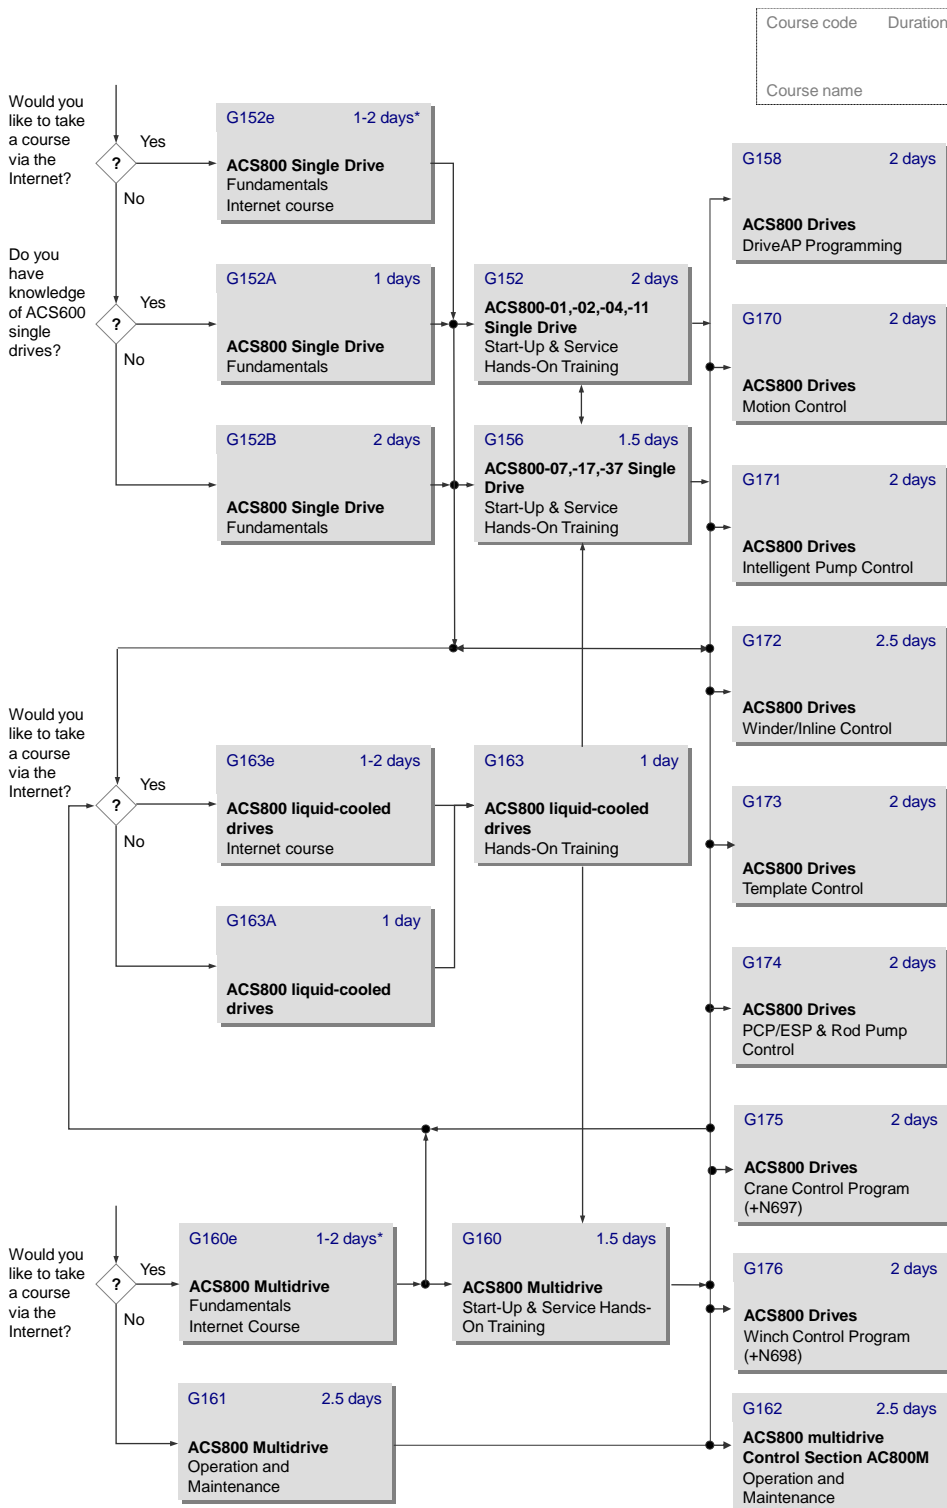 Course code Duration
Course name
Would you
like to take
a course
via the
Internet?
?
Yes
No
G152e 1-2 days*
ACS800 Single Drive
Fundamentals
Internet course
Do you
have
knowledge
of ACS600
single
drives?
?
Yes
No
G152A 1 days
ACS800 Single Drive
Fundamentals
G152B 2 days
ACS800 Single Drive
Fundamentals
G152 2 days
ACS800-01,-02,-04,-11
Single Drive
Start-Up & Service
Hands-On Training
G156 1.5 days
ACS800-07,-17,-37 Single
Drive
Start-Up & Service
Hands-On Training
G158 2 days
ACS800 Drives
DriveAP Programming
G170 2 days
ACS800 Drives
Motion Control
G171 2 days
ACS800 Drives
Intelligent Pump Control
G172 2.5 days
ACS800 Drives
Winder/Inline Control
Would you
like to take
a course
via the
Internet?
?
Yes
No
G163e 1-2 days
ACS800 liquid-cooled
drives
Internet course
G163A 1 day
ACS800 liquid-cooled
drives
G163 1 day
ACS800 liquid-cooled
drives
Hands-On Training
G173 2 days
ACS800 Drives
Template Control
G174 2 days
ACS800 Drives
PCP/ESP & Rod Pump
Control
G175 2 days
ACS800 Drives
Crane Control Program
(+N697)
Would you
like to take
a course
via the
Internet?
?
Yes
No
G160e 1-2 days*
ACS800 Multidrive
Fundamentals
Internet Course
G160 1.5 days
ACS800 Multidrive
Start-Up & Service Hands-
On Training
G176 2 days
ACS800 Drives
Winch Control Program
(+N698)
G161 2.5 days
ACS800 Multidrive
Operation and
Maintenance
G162 2.5 days
ACS800 multidrive
Control Section AC800M
Operation and
Maintenance